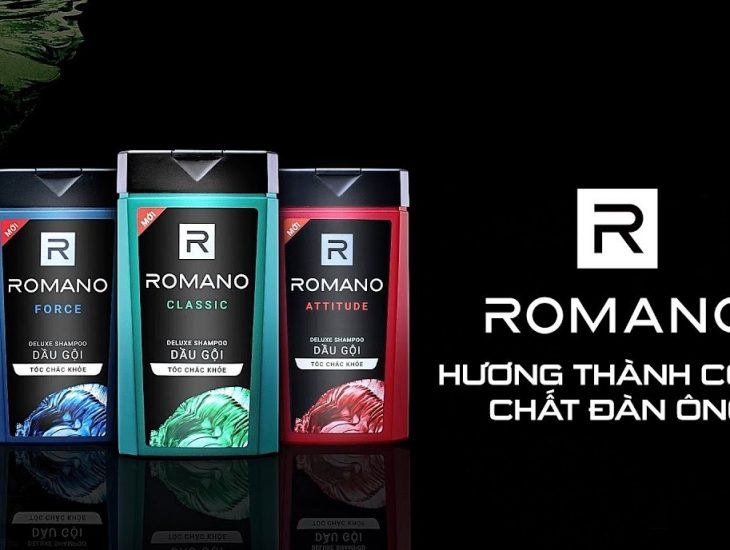 MỚI
R
ROMANO
FORCE
DELUXE SHAMPOO
DẦU GỘI
TÓC CHẮC KHỎE
MỚI
R
ROMANO
CLASSIC
DELUXE SHAMPOO
DẦU GỘI
TÓC CHẮC KHỎE
MỚI
R
ROMANO
ATTITUDE
DELUXE SHAMPOO
DẦU GỘI
TÓC CHẮC KHỎE
R
ROMANO
HƯƠNG THÀNH CÔ
CHẤT ĐÀN ÔNG